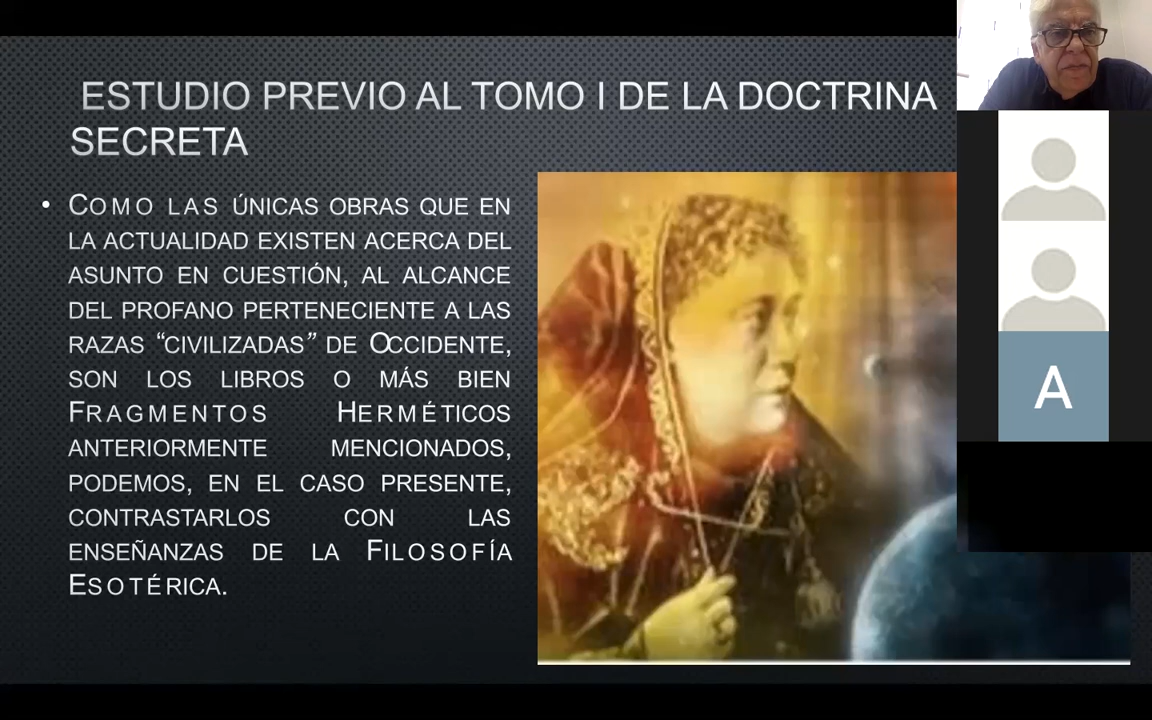 ESTUDIO PREVIO AL TOMO I DE LA DOCTRINA
SECRETA
• COMO LAS ÚNICAS OBRAS QUE EN
LA ACTUALIDAD EXISTEN ACERCA DEL
ASUNTO EN CUESTIÓN, AL ALCANCE
DEL PROFANO PERTENECIENTE A LAS
RAZAS “CIVILIZADAS” DE OCCIDENTE,
SON LOS LIBROS O MÁS BIEN
FRAGMENTOS HERMÉTICOS
ANTERIORMENTE MENCIONADOS,
PODEMOS, EN EL CASO PRESENTE,
CONTRASTARLOS CON LAS
ENSEÑANZAS DE LA FILOSOFÍA
ESOTÉRICA.
A